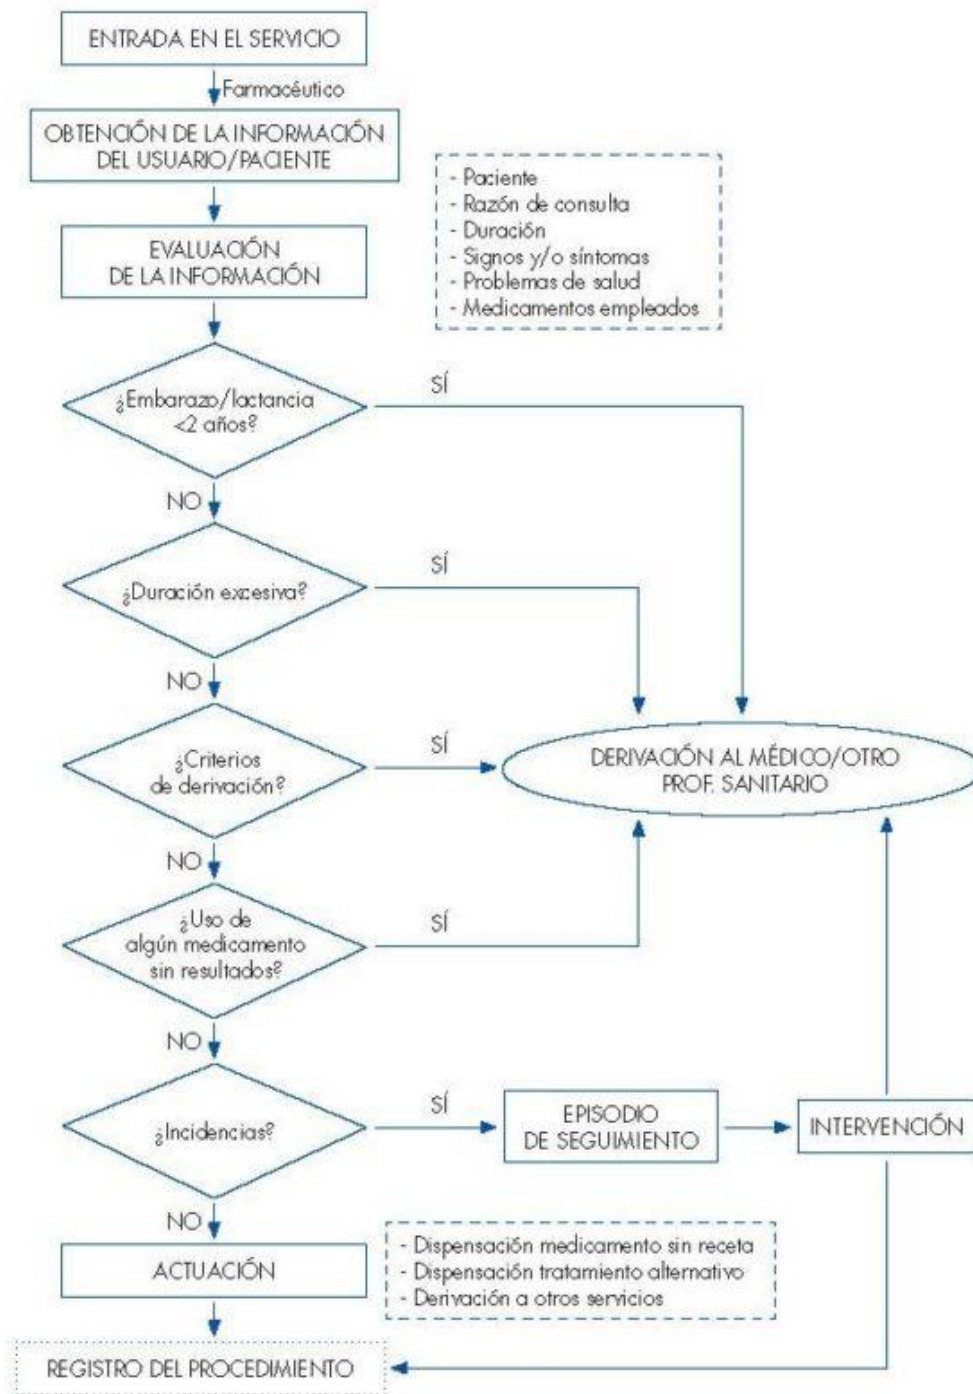 ENTRADA EN EL SERVICIO
Farmacéutico
OBTENCIÓN DE LA INFORMACIÓN
DEL USUARIO/PACIENTE
- Paciente
- Razón de consulta
- Duración
- Signos y/o síntomas
- Problemas de salud
- Medicamentos empleados
EVALUACIÓN
DE LA INFORMACIÓN
¿Embarazo/lactancia
<2 años?
SÍ
NO
¿Duración excesiva?
SÍ
NO
¿Criterios
de derivación?
SÍ
DERIVACIÓN AL MÉDICO/OTRO
PROF. SANITARIO
NO
¿Uso de
algún medicamento
sin resultados?
SÍ
NO
¿Incidencias?
SÍ
EPISODIO
DE SEGUIMIENTO
INTERVENCIÓN
NO
ACTUACIÓN
- Dispensación medicamento sin receta
- Dispensación tratamiento alternativo
- Derivación a otros servicios
REGISTRO DEL PROCEDIMIENTO